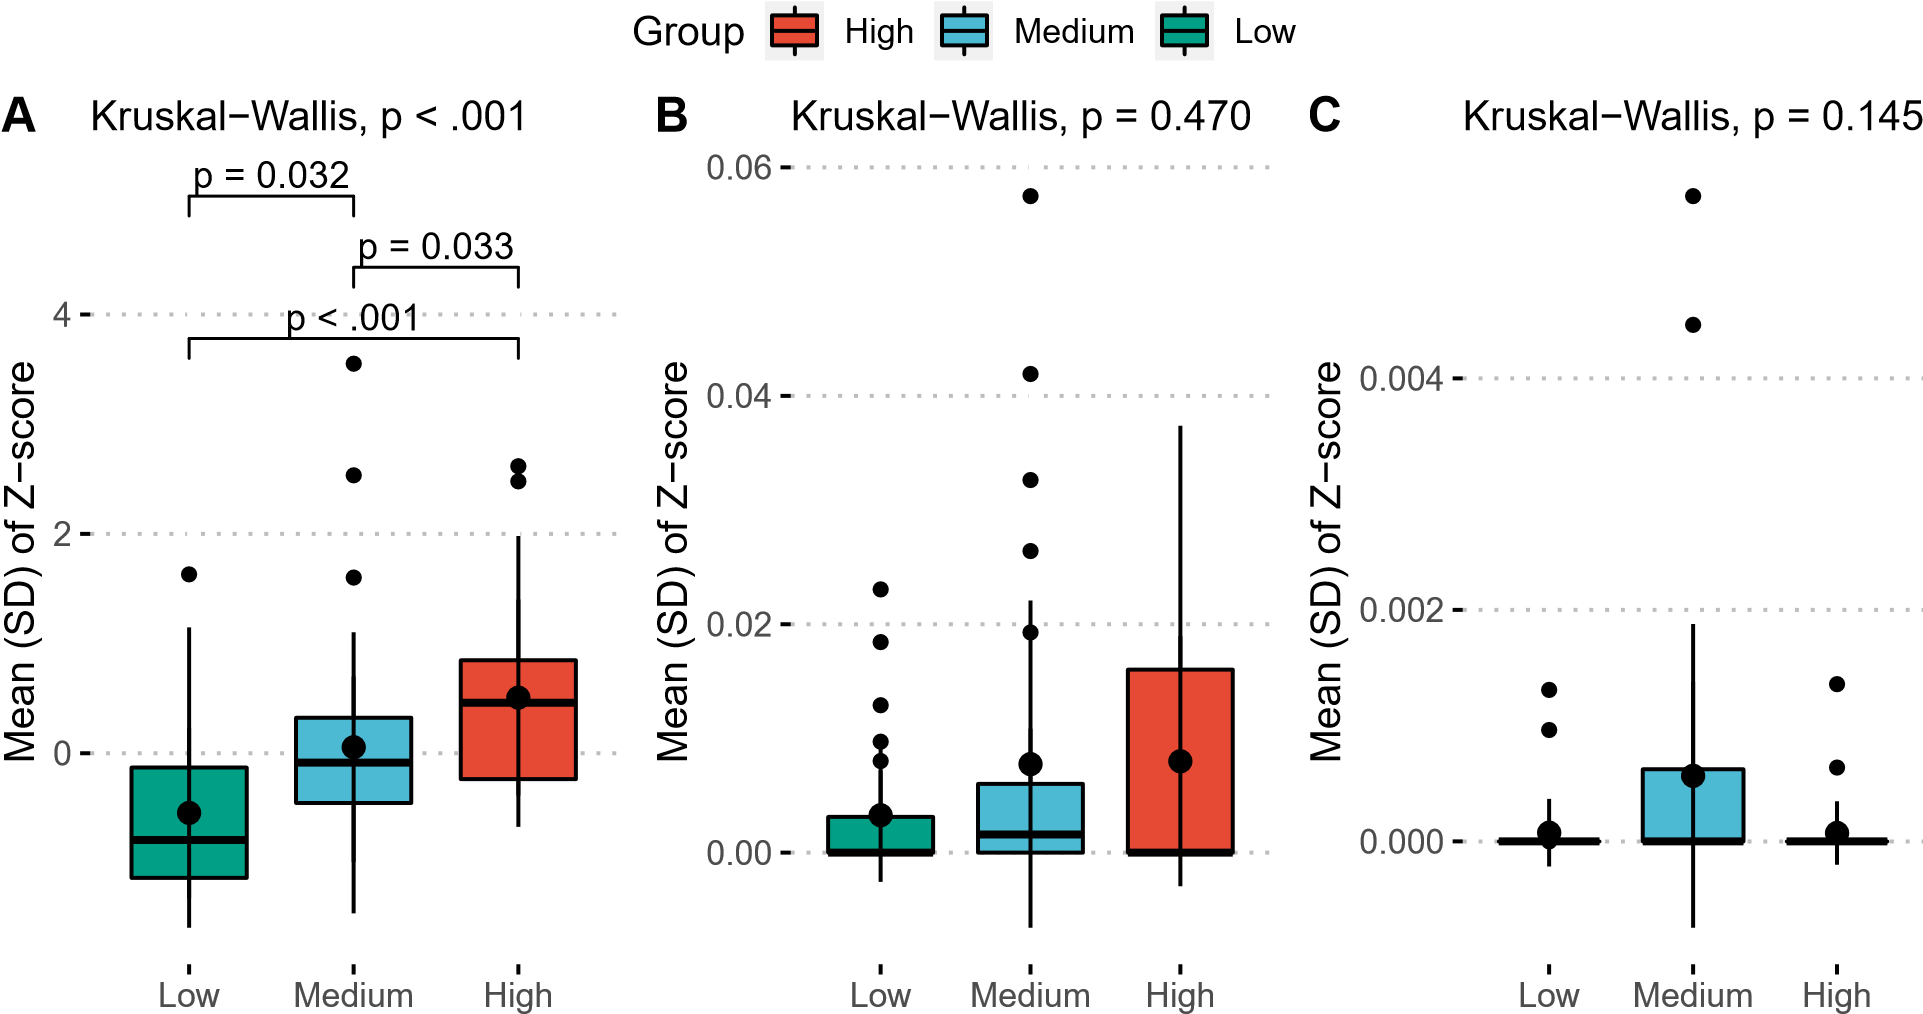 Group High Medium Low
A Kruskal−Wallis, p < .001
p = 0.032
p = 0.033
p < .001
4
2
0
Mean (SD) of Z−score
Low Medium High
B Kruskal−Wallis, p = 0.470
0.06
0.04
0.02
0.00
Mean (SD) of Z−score
Low Medium High
C Kruskal−Wallis, p = 0.145
0.004
0.002
0.000
Mean (SD) of Z−score
Low Medium High